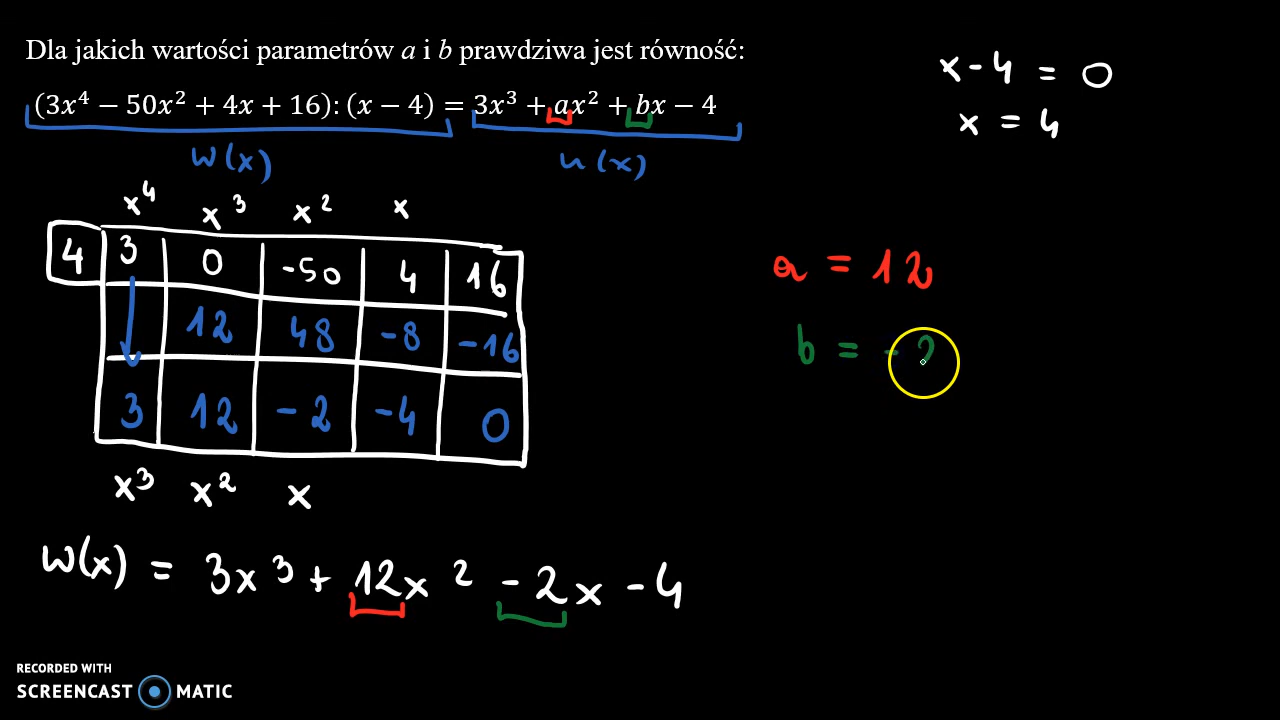 Dla jakich wartości parametrów a i b prawdziwa jest równość:
(3x⁴ − 50x² + 4x + 16): (x − 4) = 3x³ + ax² + bx − 4
W(x) u(x)
x - 4 = 0
x = 4
x⁴ x³ x² x
4 3 0 -50 4 16
12 48 -8 -16
3 12 -2 -4 0
x³ x² x
a = 12
b = -2
W(x) = 3x³ + 12x² - 2x - 4
RECORDED WITH
SCREENCAST MATIC